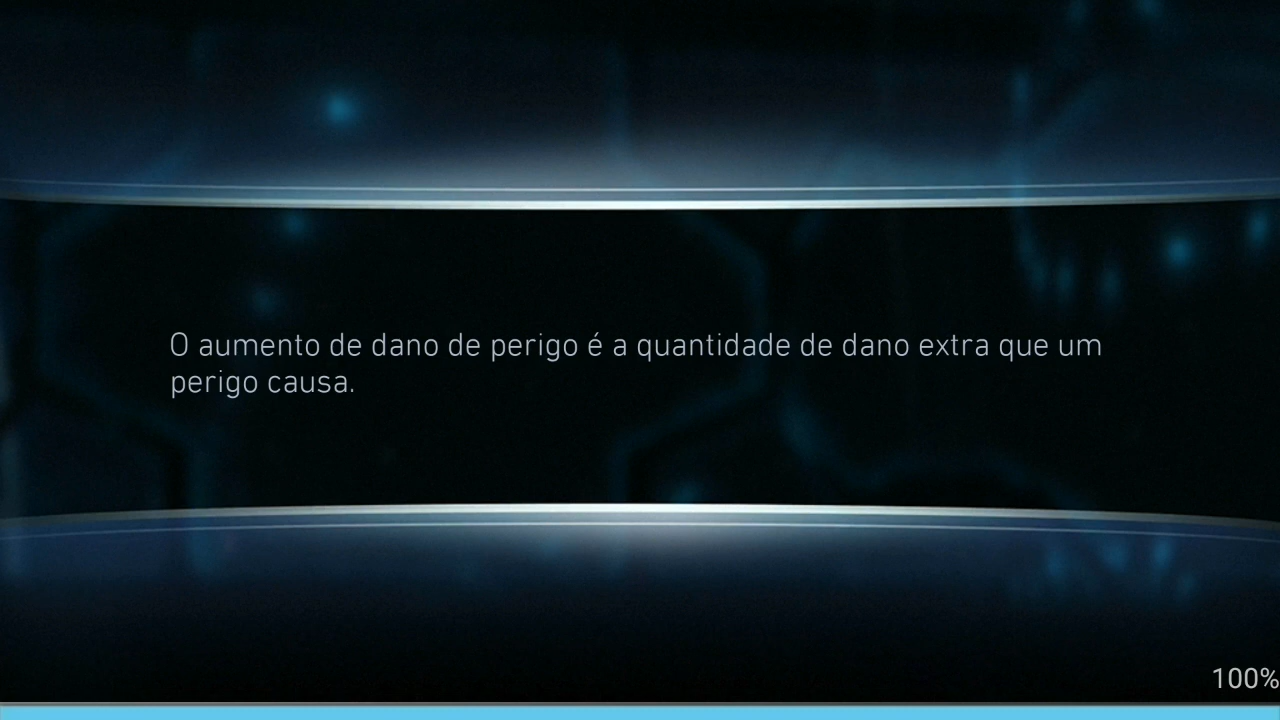 O aumento de dano de perigo é a quantidade de dano extra que um
perigo causa.
100%